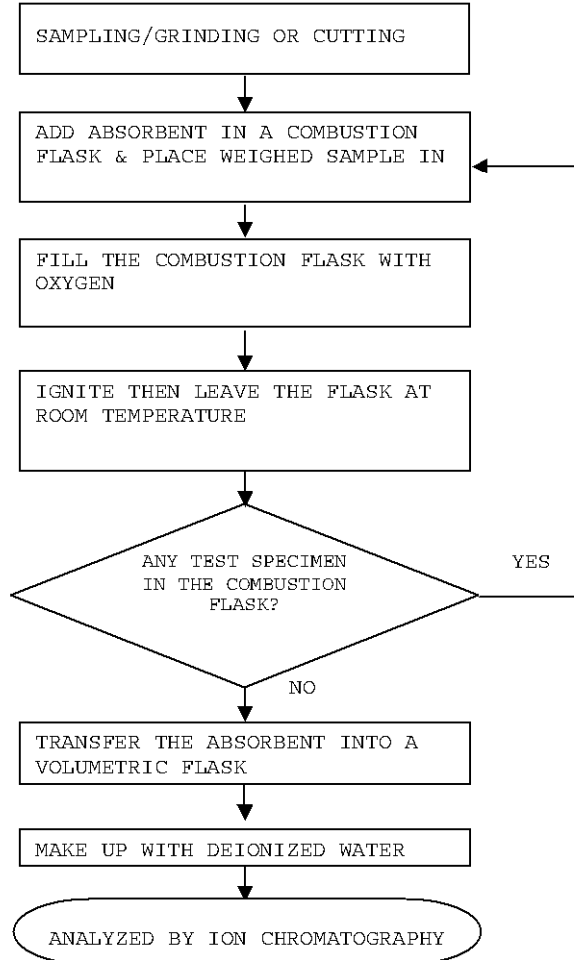 SAMPLING/GRINDING OR CUTTING
ADD ABSORBENT IN A COMBUSTION
FLASK & PLACE WEIGHED SAMPLE IN
FILL THE COMBUSTION FLASK WITH
OXYGEN
IGNITE THEN LEAVE THE FLASK AT
ROOM TEMPERATURE
ANY TEST SPECIMEN
IN THE COMBUSTION
FLASK?
YES
NO
TRANSFER THE ABSORBENT INTO A
VOLUMETRIC FLASK
MAKE UP WITH DEIONIZED WATER
ANALYZED BY ION CHROMATOGRAPHY